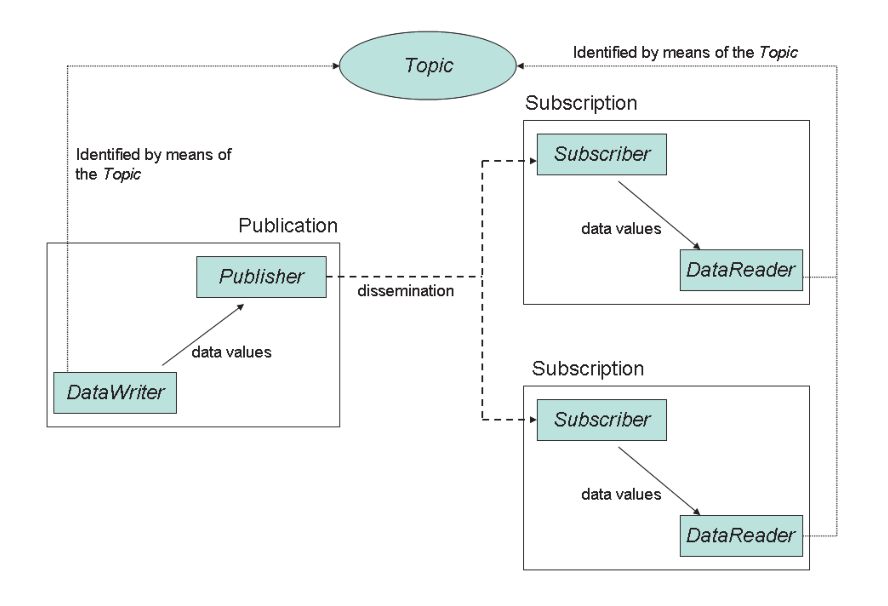 Topic
Identified by means of the Topic
Subscription
Subscriber
data values
DataReader
Identified by means of
the Topic
Publication
Publisher
dissemination
data values
DataWriter
Subscription
Subscriber
data values
DataReader